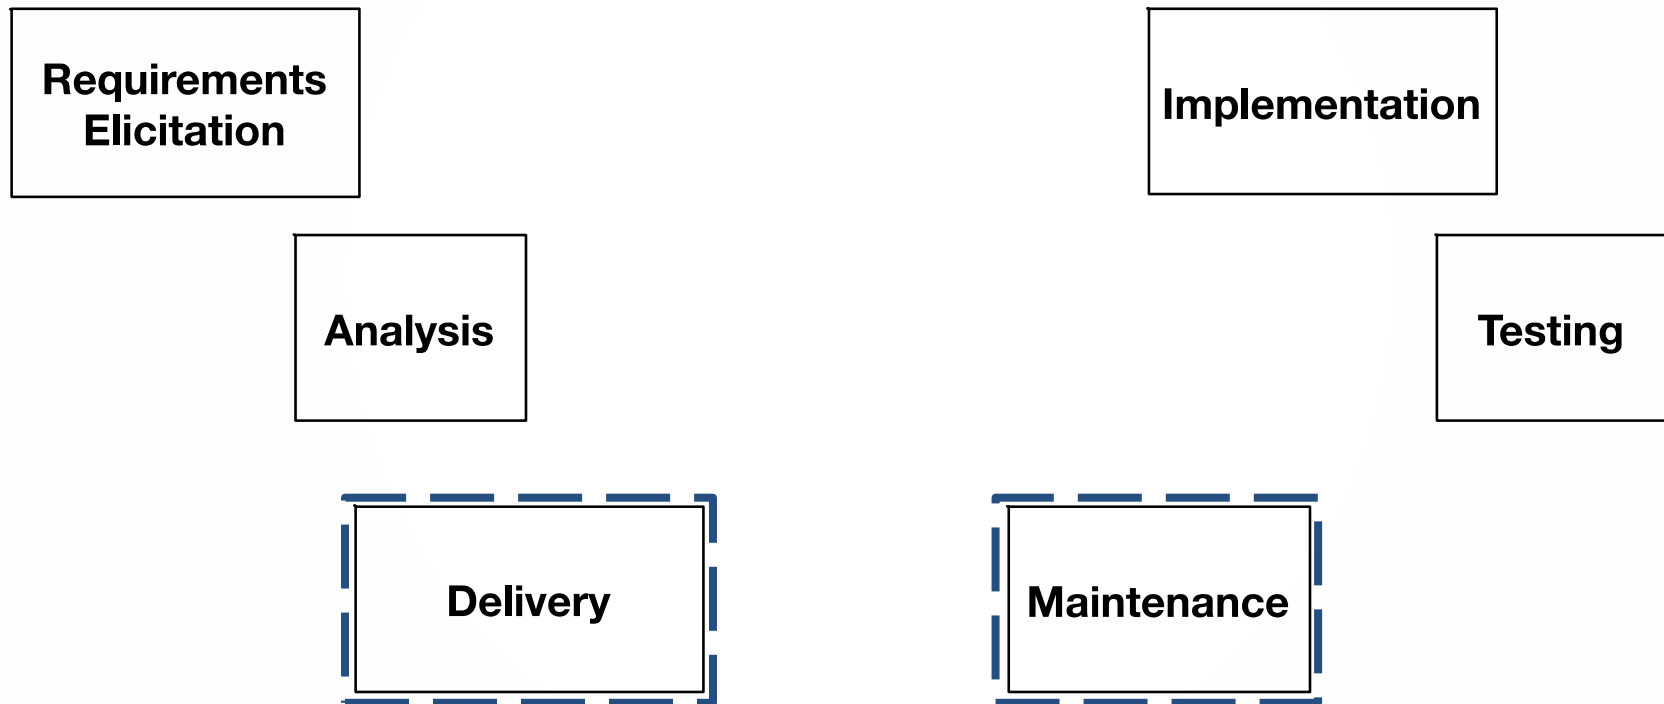 Requirements
Elicitation
Implementation
Analysis
Testing
Delivery
Maintenance